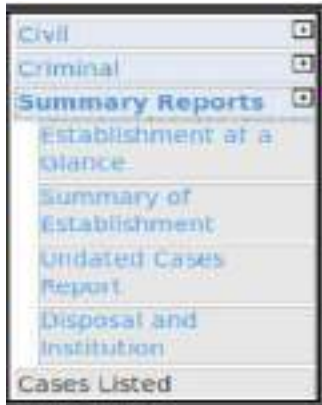 Civil
Criminal
Summary Reports
Establishment at a
Glance
Summary of
Establishment
Undated Cases
Report
Disposal and
Institution
Cases Listed